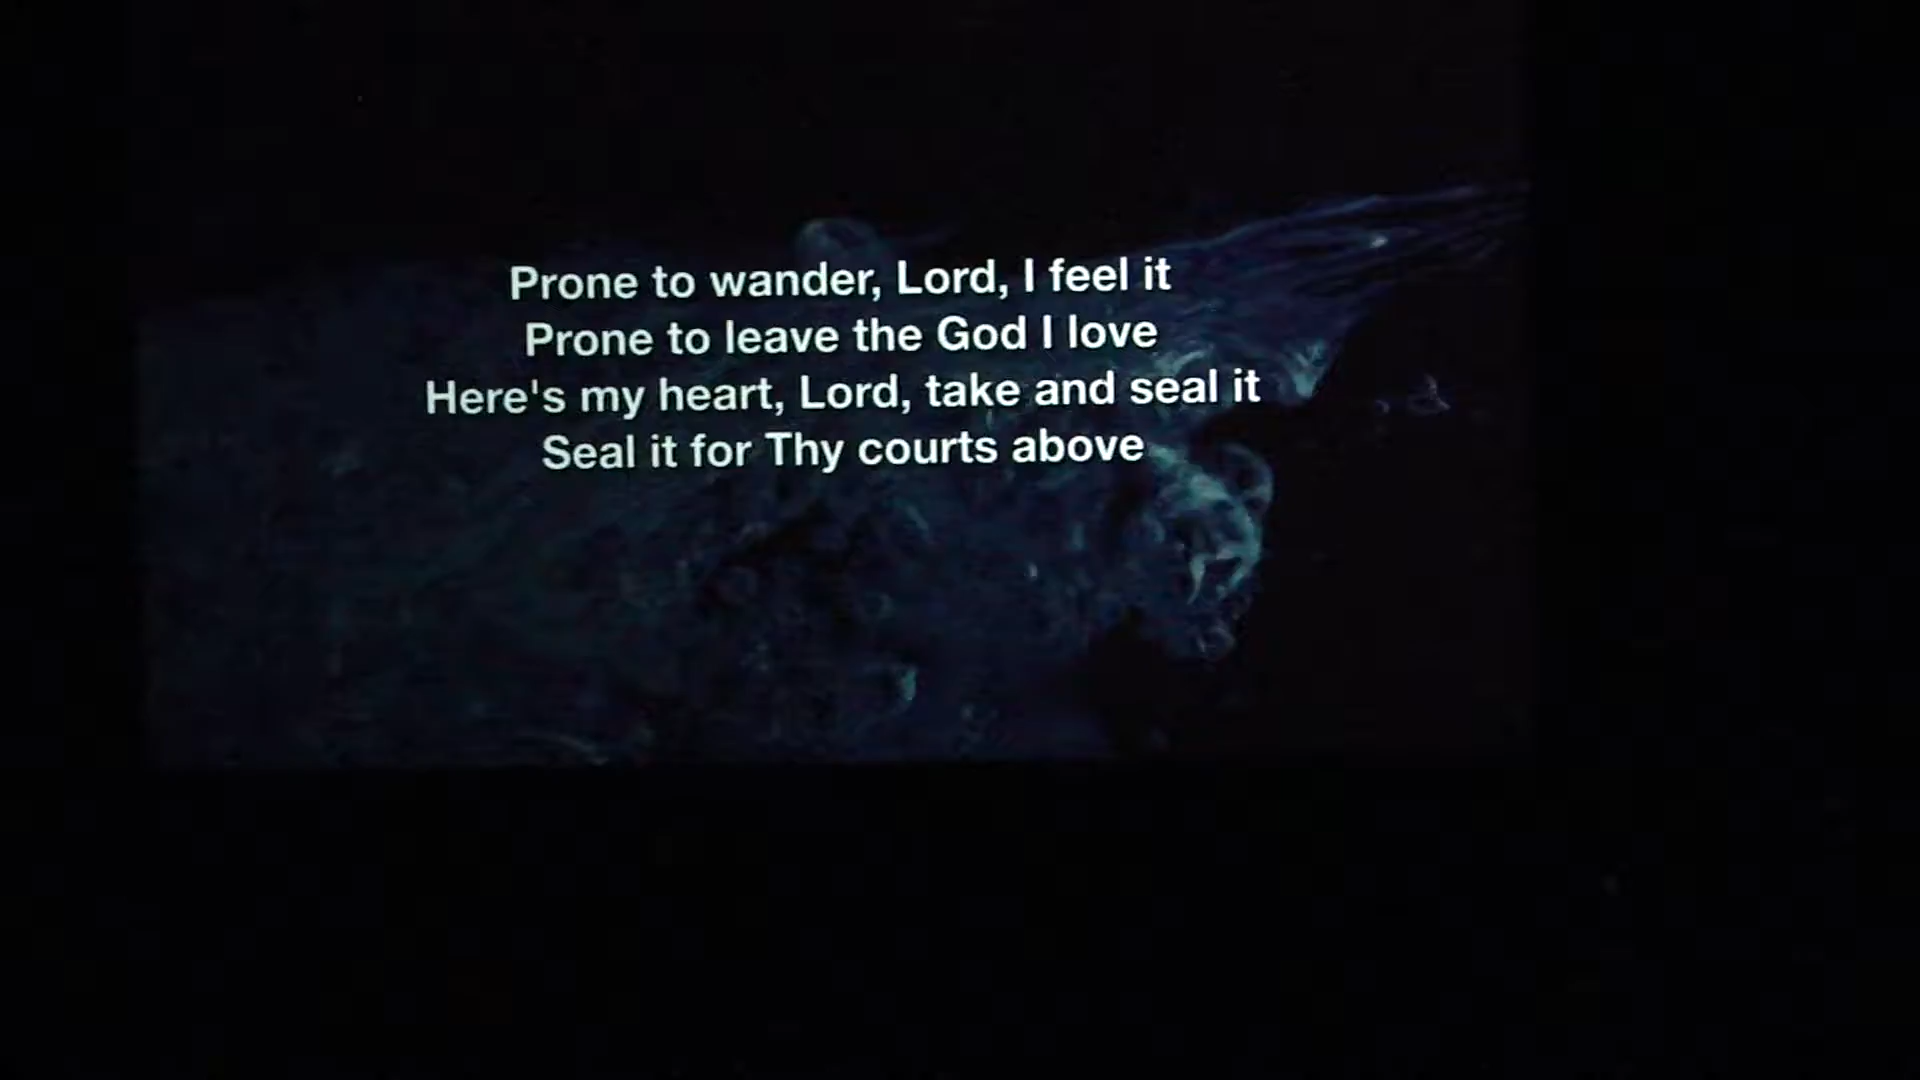 Prone to wander, Lord, I feel it
Prone to leave the God I love
Here's my heart, Lord, take and seal it
Seal it for Thy courts above